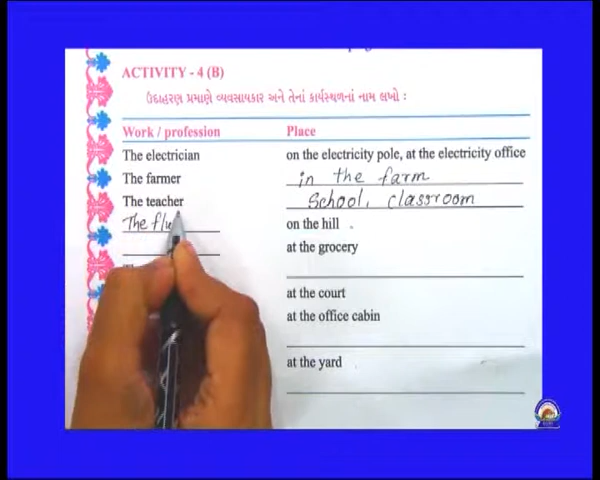 ACTIVITY - 4 (B)
ઉદાહરણ પ્રમાણે વ્યવસાયકાર અને તેનાં કાર્યસ્થળનાં નામ લખો :
Work / profession Place
The electrician on the electricity pole, at the electricity office
The farmer in the farm
The teacher School, classroom
The flu on the hill
at the grocery
at the court
at the office cabin
at the yard